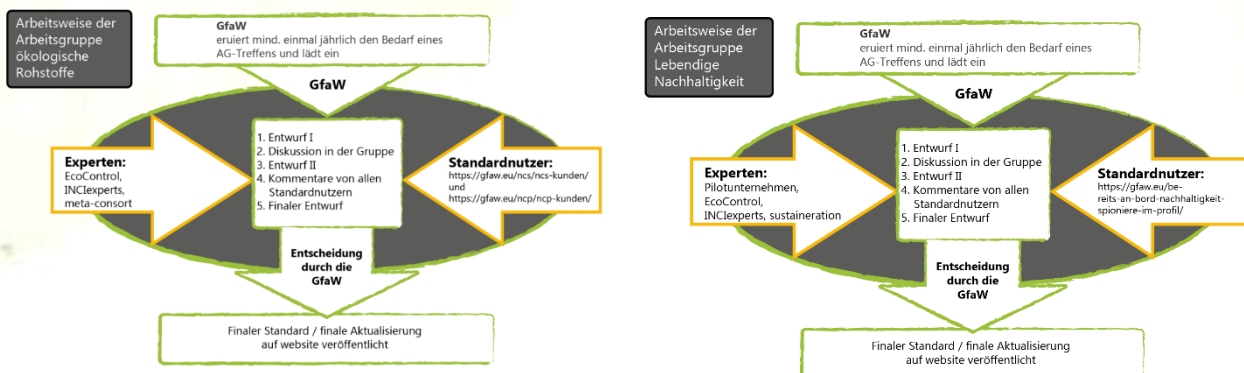 Arbeitsweise der
Arbeitsgruppe
ökologische
Rohstoffe
GfaW
eruiert mind. einmal jährlich den Bedarf eines
AG-Treffens und lädt ein
GfaW
Experten:
EcoControl,
INCIexperts,
meta-consort
1. Entwurf I
2. Diskussion in der Gruppe
3. Entwurf II
4. Kommentare von allen
Standardnutzern
5. Finaler Entwurf
Standardnutzer:
https://gfaw.eu/ncs/ncs-kunden/
und
https://gfaw.eu/ncp/ncp-kunden/
Entscheidung
durch die
GfaW
Finaler Standard / finale Aktualisierung
auf website veröffentlicht
Arbeitsweise der
Arbeitsgruppe
Lebendige
Nachhaltigkeit
GfaW
eruiert mind. einmal jährlich den Bedarf eines
AG-Treffens und lädt ein
GfaW
Experten:
Pilotunternehmen,
EcoControl,
INCIexperts, sustaineration
1. Entwurf I
2. Diskussion in der Gruppe
3. Entwurf II
4. Kommentare von allen
Standardnutzern
5. Finaler Entwurf
Standardnutzer:
https://gfaw.eu/be-
reits-an-bord-nachhaltigkeit-
spioniere-im-profil/
Entscheidung
durch die
GfaW
Finaler Standard / finale Aktualisierung
auf website veröffentlicht